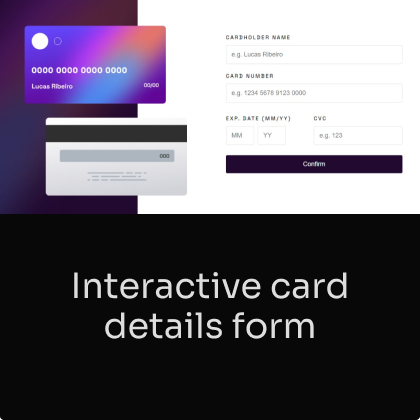 0000 0000 0000 0000
Lucas Ribeiro
00/00
000
CARDHOLDER NAME
e.g. Lucas Ribeiro
CARD NUMBER
e.g. 1234 5678 9123 0000
EXP. DATE (MM/YY)
CVC
MM
YY
e.g. 123
Confirm
Interactive card
details form